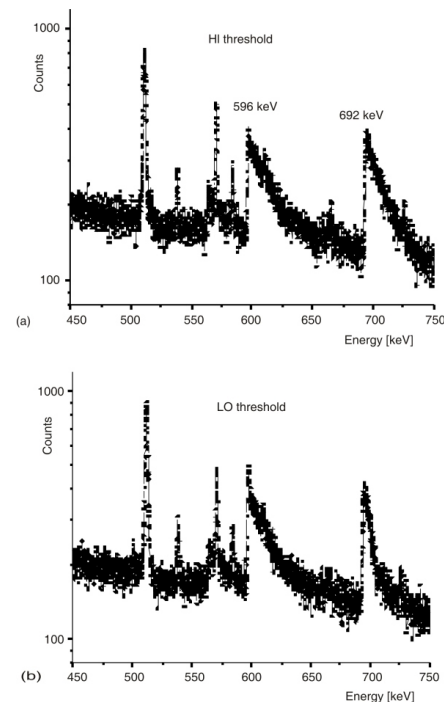 1000
HI threshold
Counts
596 keV
692 keV
100
450 500 550 600 650 700 750
(a)
Energy [keV]
1000
LO threshold
Counts
100
450 500 550 600 650 700 750
(b)
Energy [keV]